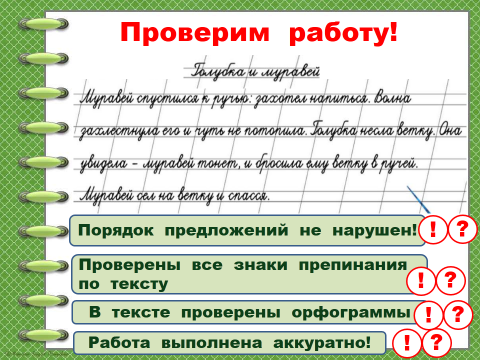 Проверим работу!
Голубка и муравей
Муравей спустился к ручью: захотел напиться. Волна
захлестнула его и чуть не потопила. Голубка несла ветку. Она
увидела – муравей тонет, и бросила ему ветку в ручей.
Муравей сел на ветку и спасся.
Порядок предложений не нарушен! ! ?
Проверены все знаки препинания
по тексту ! ?
В тексте проверены орфограммы ! ?
Работа выполнена аккуратно! ! ?